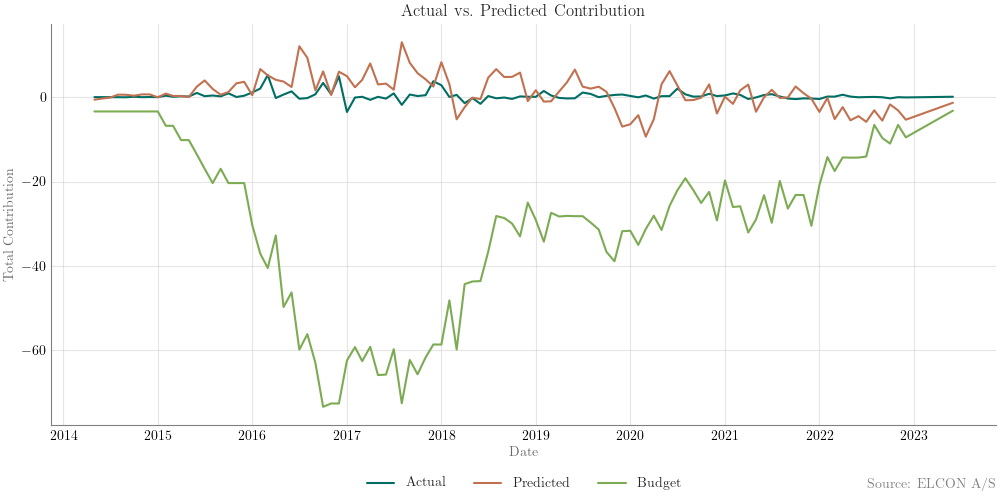 Actual vs. Predicted Contribution
Total Contribution
0
−20
−40
−60
2014 2015 2016 2017 2018 2019 2020 2021 2022 2023
Date
Actual Predicted Budget
Source: ELCON A/S